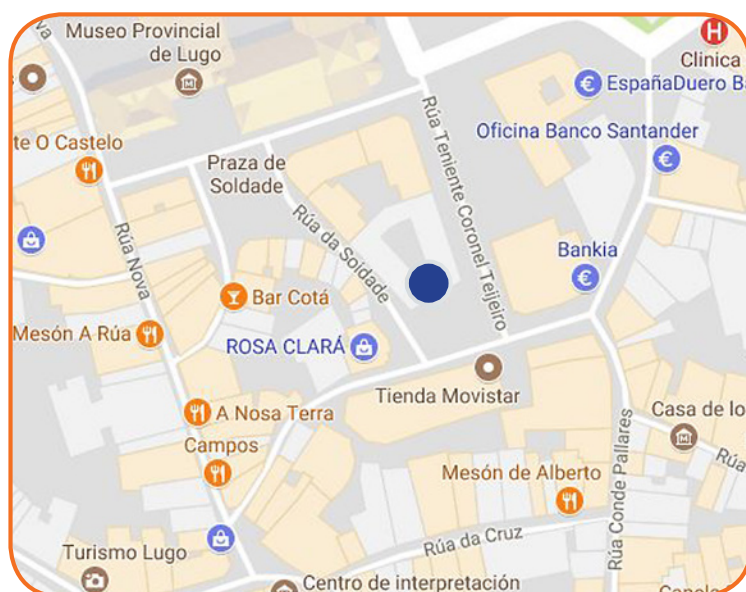 Museo Provincial
de Lugo
H
Clinica
€
EspañaDuero
Oficina Banco Santander
€
te O Castelo
Praza de
Soldade
Rúa Teniente Coronel Teijeiro
Rúa da Soldade
Rúa Nova
Bankia
€
Bar Cotá
Mesón A Rúa
ROSA CLARÁ
Tienda Movistar
A Nosa Terra
Campos
Casa de lo
M
Rúa
Mesón de Alberto
Rúa Conde Pallares
Rúa da Cruz
Turismo Lugo
Centro de interpretación